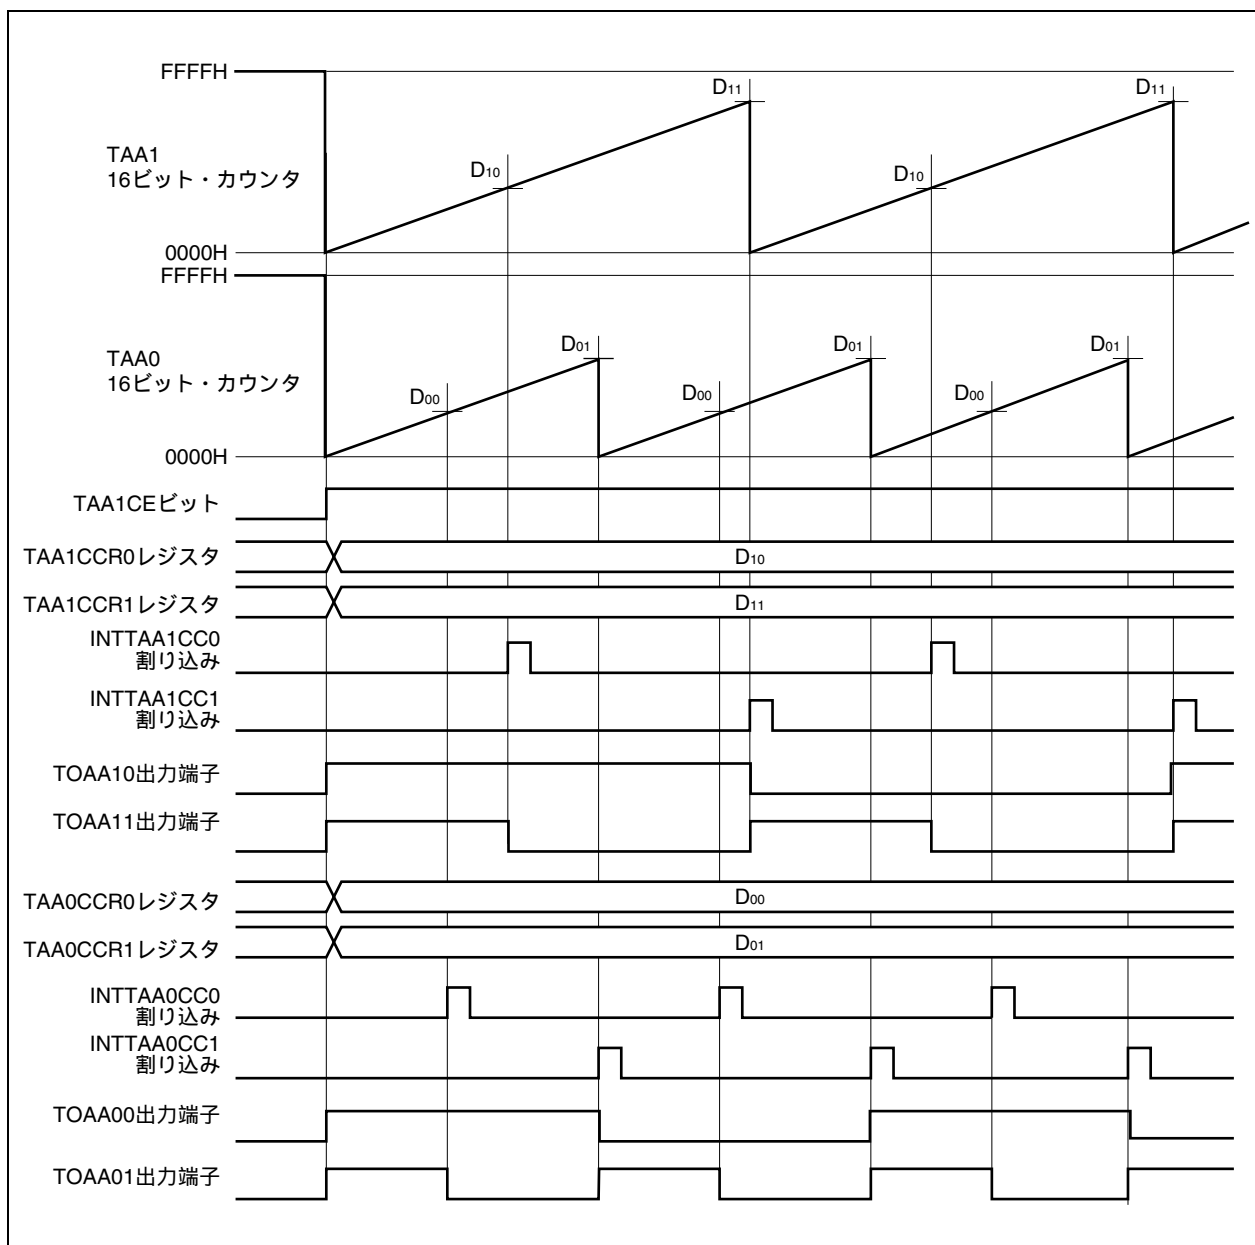 FFFFH
D11
D11
TAA1
16ビット・カウンタ
D10
D10
0000H
FFFFH
D01
D01
D01
TAA0
16ビット・カウンタ
D00
D00
D00
0000H
TAA1CEビット
TAA1CCR0レジスタ
D10
TAA1CCR1レジスタ
D11
INTTAA1CC0
割り込み
INTTAA1CC1
割り込み
TOAA10出力端子
TOAA11出力端子
TAA0CCR0レジスタ
D00
TAA0CCR1レジスタ
D01
INTTAA0CC0
割り込み
INTTAA0CC1
割り込み
TOAA00出力端子
TOAA01出力端子